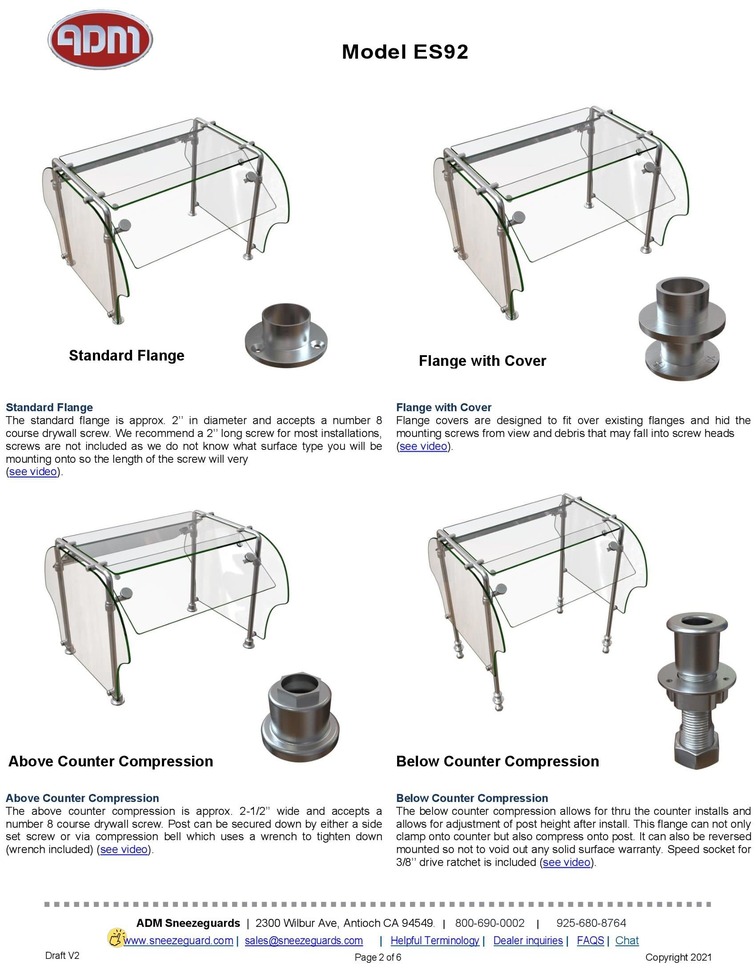 ADM
Model ES92
Standard Flange
Flange with Cover
Standard Flange
The standard flange is approx. 2’’ in diameter and accepts a number 8
course drywall screw. We recommend a 2’’ long screw for most installations,
screws are not included as we do not know what surface type you will be
mounting onto so the length of the screw will very
(see video).
Flange with Cover
Flange covers are designed to fit over existing flanges and hid the
mounting screws from view and debris that may fall into screw heads
(see video).
Above Counter Compression
Below Counter Compression
Above Counter Compression
The above counter compression is approx. 2-1/2’’ wide and accepts a
number 8 course drywall screw. Post can be secured down by either a side
set screw or via compression bell which uses a wrench to tighten down
(wrench included) (see video).
Below Counter Compression
The below counter compression allows for thru the counter installs and
allows for adjustment of post height after install. This flange can not only
clamp onto counter but also compress onto post. It can also be reversed
mounted so not to void out any solid surface warranty. Speed socket for
3/8’’ drive ratchet is included (see video).
ADM Sneezeguards | 2300 Wilbur Ave, Antioch CA 94549. | 800-690-0002 | 925-680-8764
www.sneezeguard.com | sales@sneezeguards.com | Helpful Terminology | Dealer inquiries | FAQS | Chat
Draft V2
Page 2 of 6
Copyright 2021